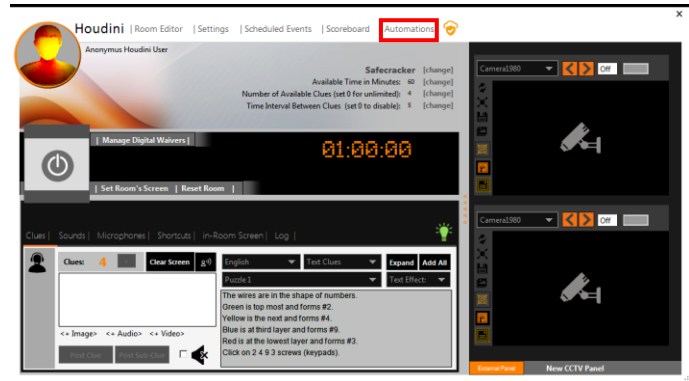 x
Houdini | Room Editor | Settings | Scheduled Events | Scoreboard Automations
Anonymus Houdini User
Safecracker [change]
Available Time in Minutes: 60 [change]
Number of Available Clues (set 0 for unlimited): 4 [change]
Time Interval Between Clues (set 0 to disable): 5 [change]
| Manage Digital Waivers |
01:00:00
| Set Room's Screen | Reset Room |
Clues | Sounds | Microphones | Shortcuts | in-Room Screen | Log |
Clues: 4 - Clear Screen English Text Clues Expand Add All
Puzzle 1 Text Effect:
The wires are in the shape of numbers.
Green is top most and forms #2.
Yellow is the next and forms #4.
Blue is at third layer and forms #9.
Red is at the lowest layer and forms #3.
Click on 2 4 9 3 screws (keypads).
<+ Image> <+ Audio> <+ Video>
Post Clue Post Sub Clue
Camera1980 Off
Camera1980 Off
External Panel New CCTV Panel